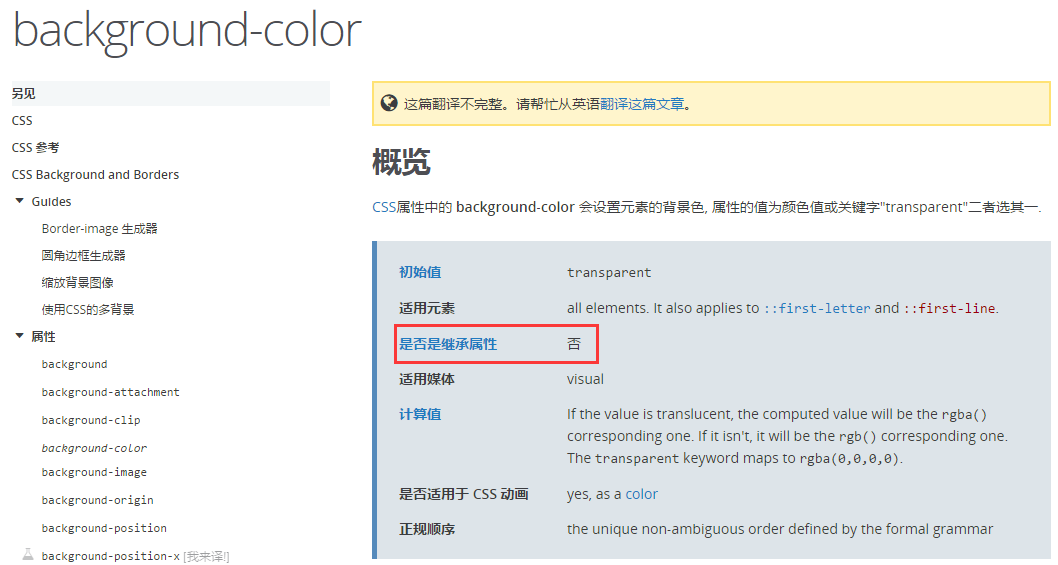 background-color
另见
CSS
CSS 参考
CSS Background and Borders
Guides
Border-image 生成器
圆角边框生成器
缩放背景图像
使用CSS的多背景
属性
background
background-attachment
background-clip
background-color
background-image
background-origin
background-position
background-position-x [我来译!]
这篇翻译不完整。请帮忙从英语翻译这篇文章。
概览
CSS属性中的 background-color 会设置元素的背景色, 属性的值为颜色值或关键字"transparent"二者选其一.
初始值 transparent
适用元素 all elements. It also applies to ::first-letter and ::first-line.
是否是继承属性 否
适用媒体 visual
计算值 If the value is translucent, the computed value will be the rgba()
corresponding one. If it isn't, it will be the rgb() corresponding one.
The transparent keyword maps to rgba(0,0,0,0).
是否适用于 CSS 动画 yes, as a color
正规顺序 the unique non-ambiguous order defined by the formal grammar